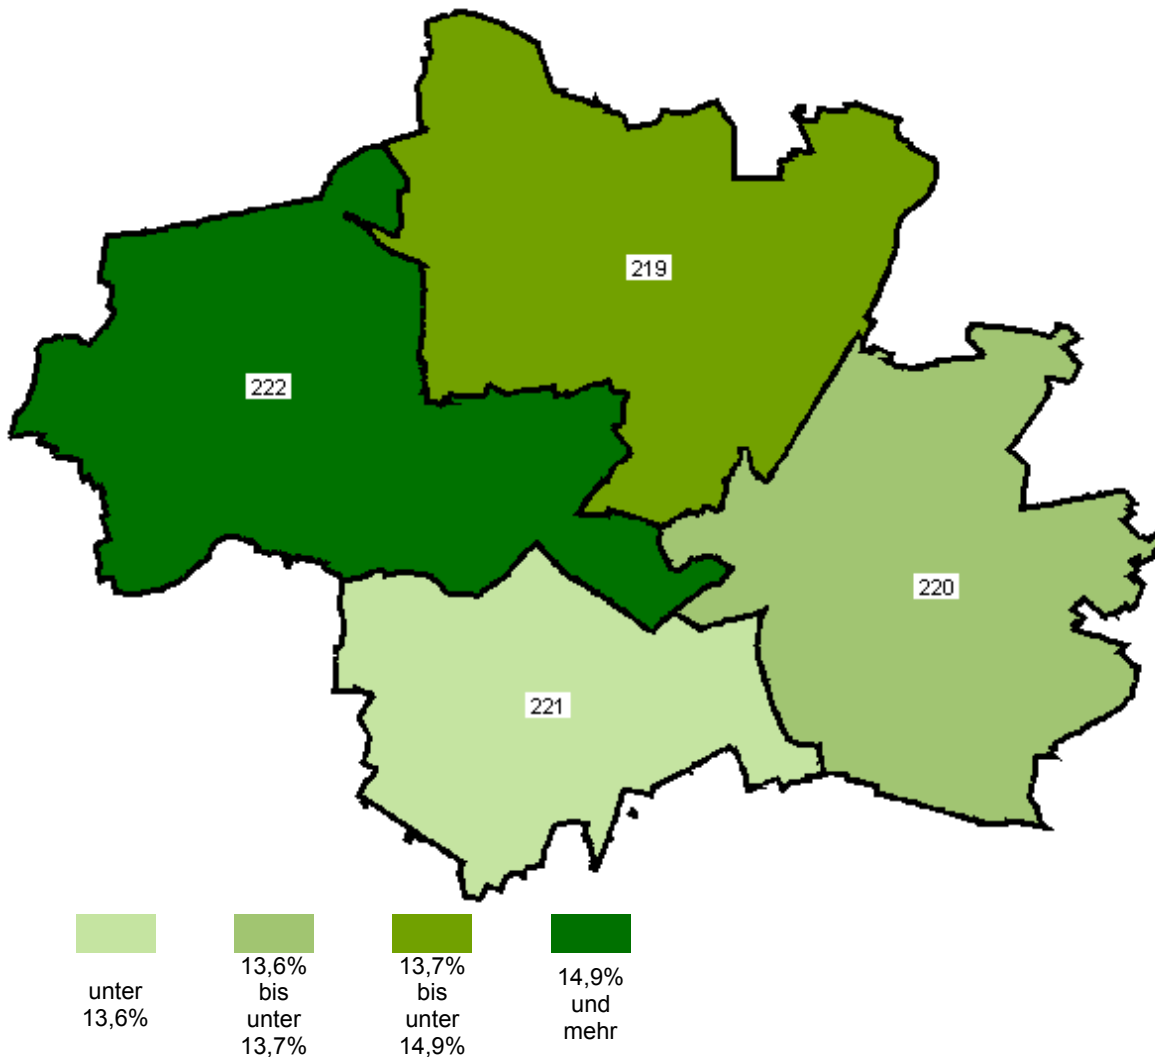 219
222
220
221
unter
13,6%
13,6%
bis
unter
13,7%
13,7%
bis
unter
14,9%
14,9%
und
mehr